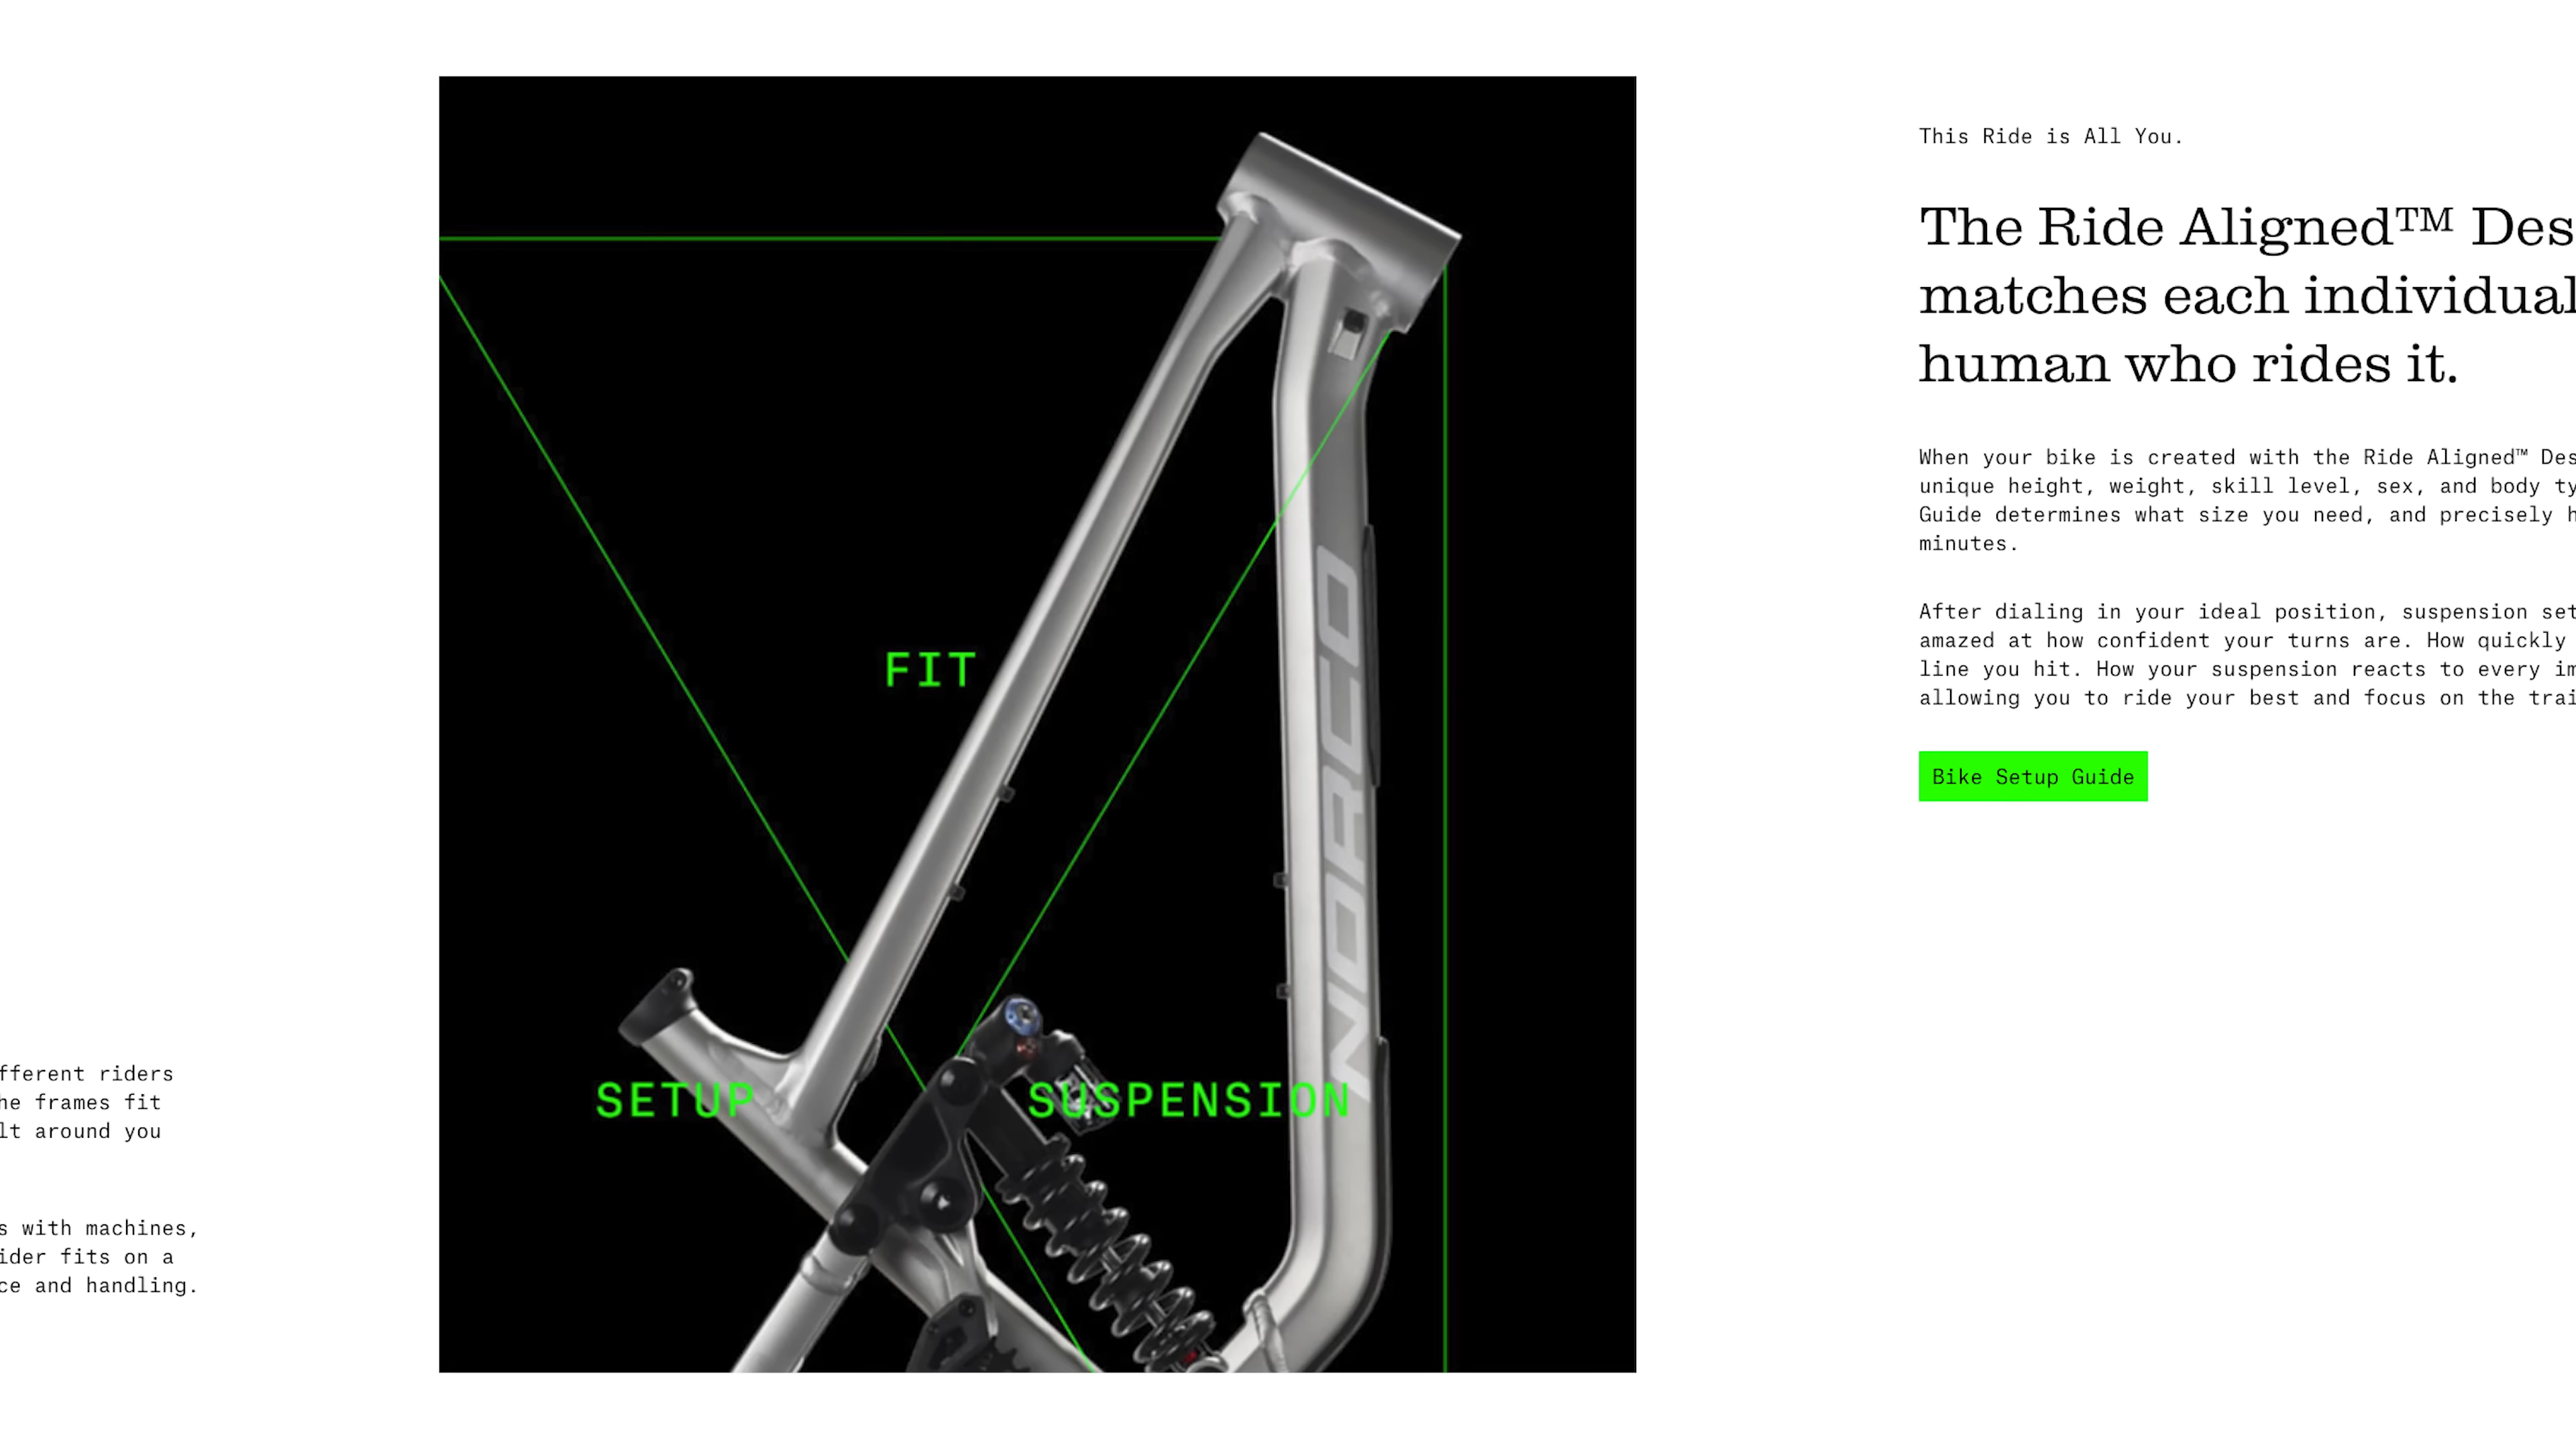 fferent riders
he frames fit
lt around you
s with machines,
ider fits on a
ce and handling.
FIT
SETUP
SUSPENSION
NORCO
This Ride is All You.
The Ride Aligned™ Des
matches each individual
human who rides it.
When your bike is created with the Ride Aligned™ Des
unique height, weight, skill level, sex, and body ty
Guide determines what size you need, and precisely h
minutes.
After dialing in your ideal position, suspension set
amazed at how confident your turns are. How quickly
line you hit. How your suspension reacts to every im
allowing you to ride your best and focus on the trai
Bike Setup Guide